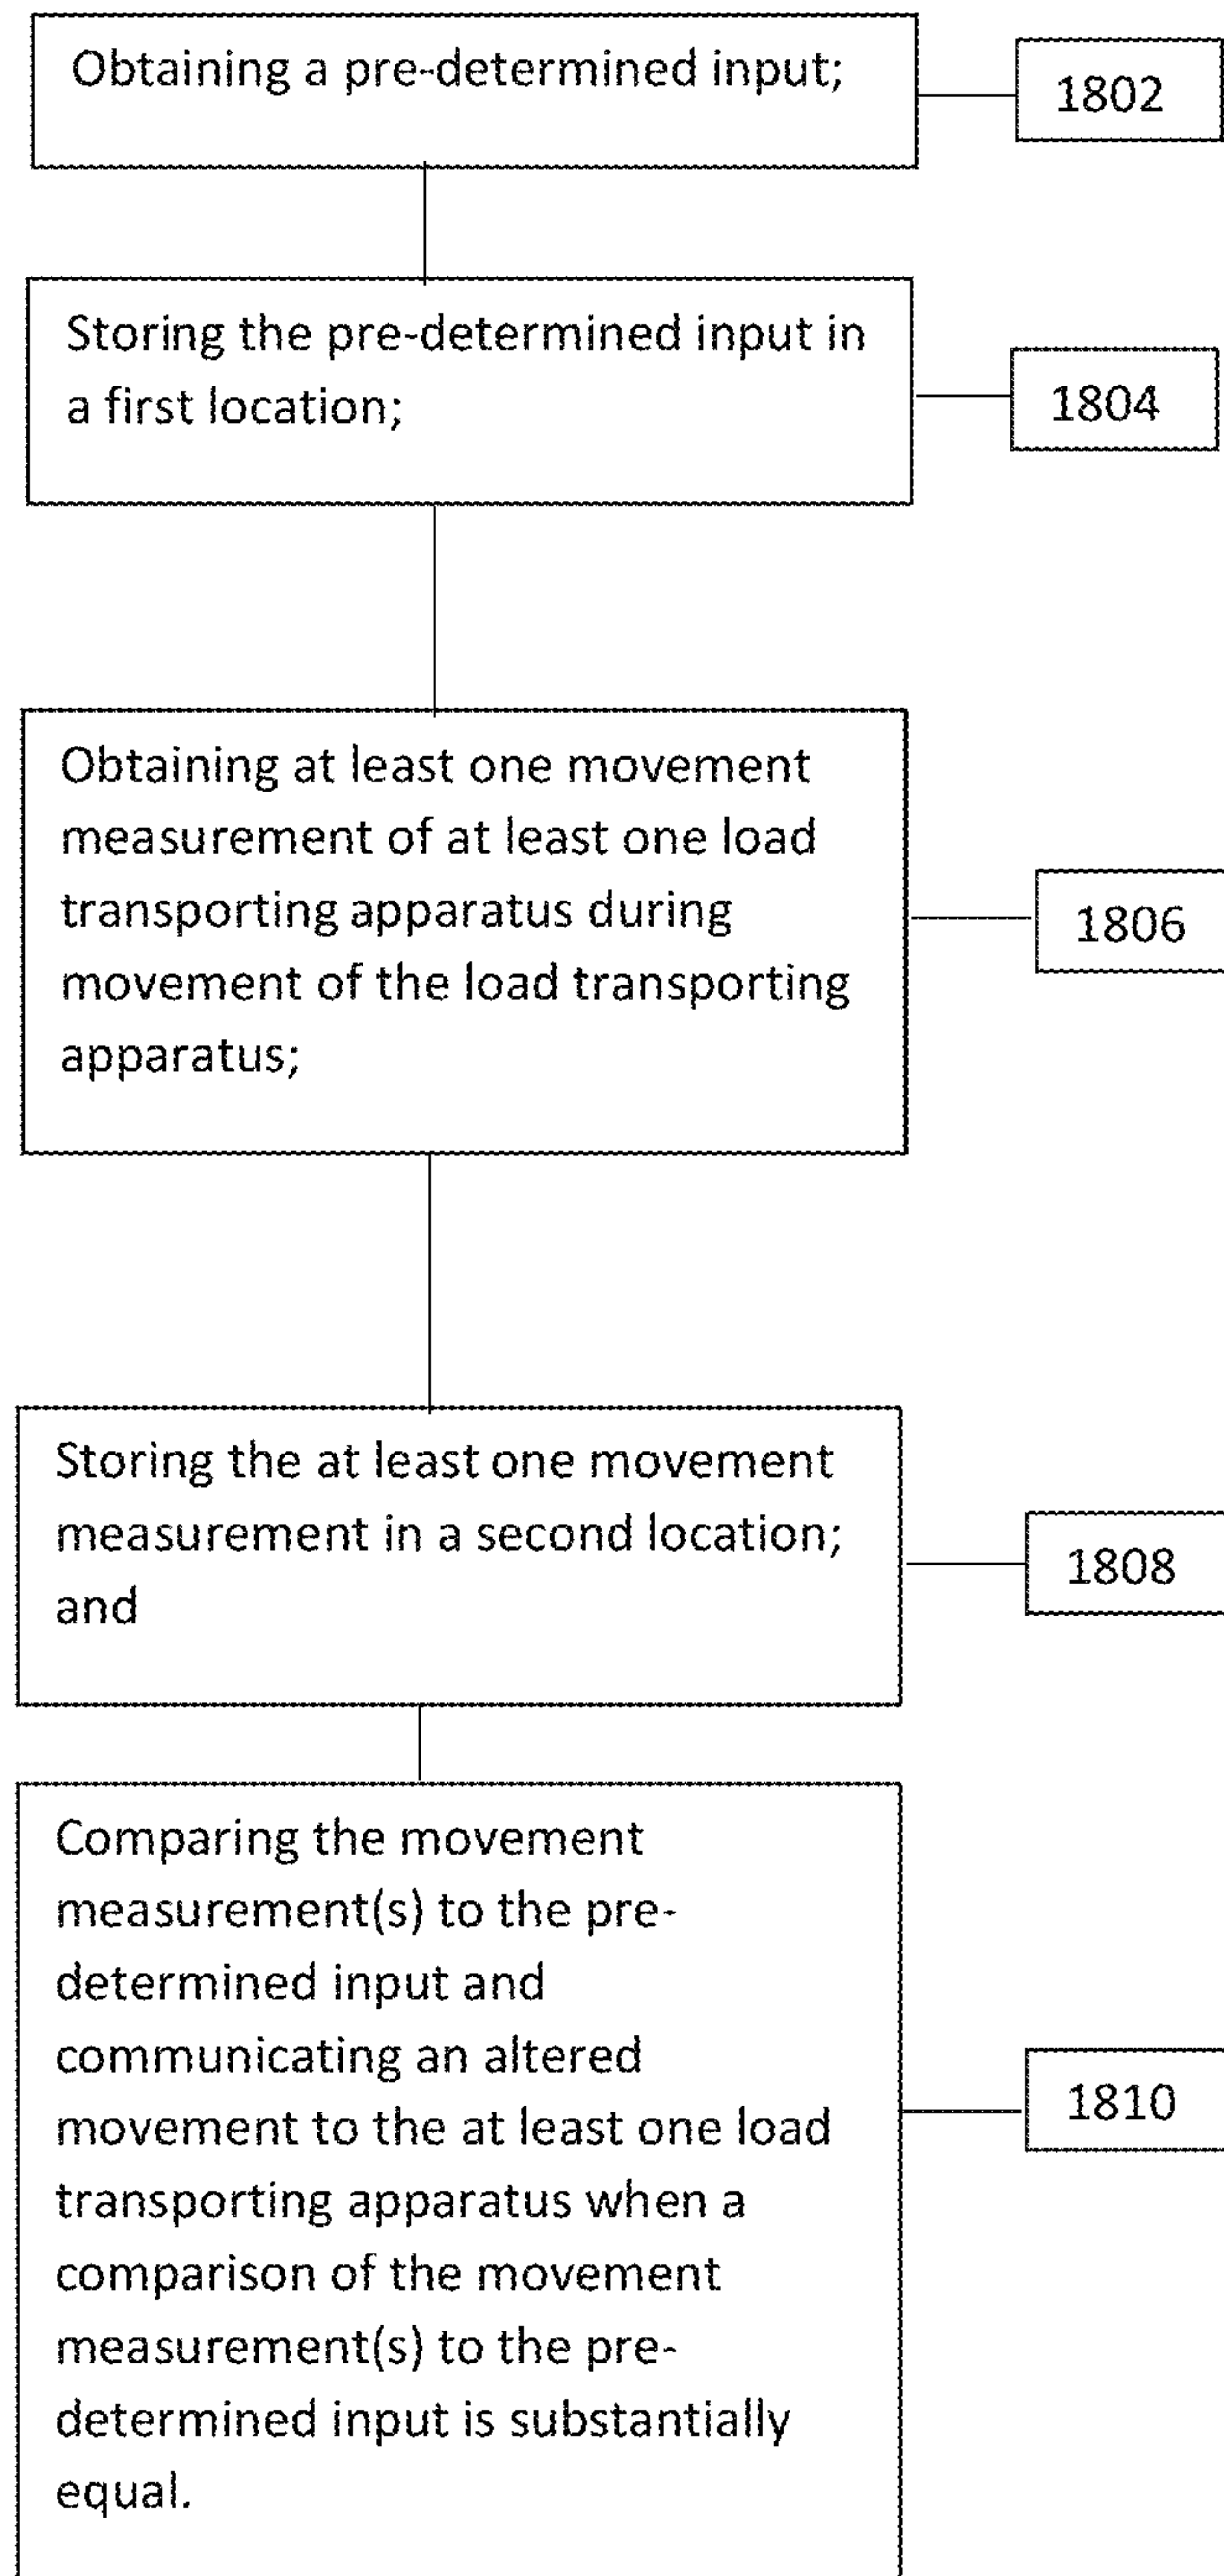 Obtaining a pre-determined input;
1802
Storing the pre-determined input in
a first location;
1804
Obtaining at least one movement
measurement of at least one load
transporting apparatus during
movement of the load transporting
apparatus;
1806
Storing the at least one movement
measurement in a second location;
and
1808
Comparing the movement
measurement(s) to the pre-
determined input and
communicating an altered
movement to the at least one load
transporting apparatus when a
comparison of the movement
measurement(s) to the pre-
determined input is substantially
equal.
1810